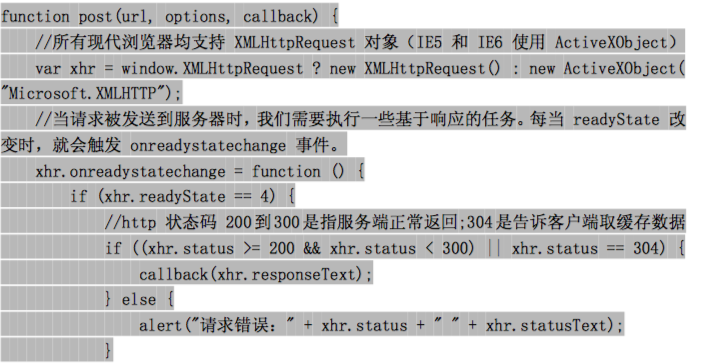 function post(url, options, callback) {
    //所有现代浏览器均支持 XMLHttpRequest 对象（IE5 和 IE6 使用 ActiveXObject）
    var xhr = window.XMLHttpRequest ? new XMLHttpRequest() : new ActiveXObject(
"Microsoft.XMLHTTP");
    //当请求被发送到服务器时，我们需要执行一些基于响应的任务。每当 readyState 改
变时，就会触发 onreadystatechange 事件。
    xhr.onreadystatechange = function () {
        if (xhr.readyState == 4) {
            //http 状态码 200到300是指服务端正常返回;304是告诉客户端取缓存数据
            if ((xhr.status >= 200 && xhr.status < 300) || xhr.status == 304) {
                callback(xhr.responseText);
            } else {
                alert("请求错误：" + xhr.status + " " + xhr.statusText);
            }